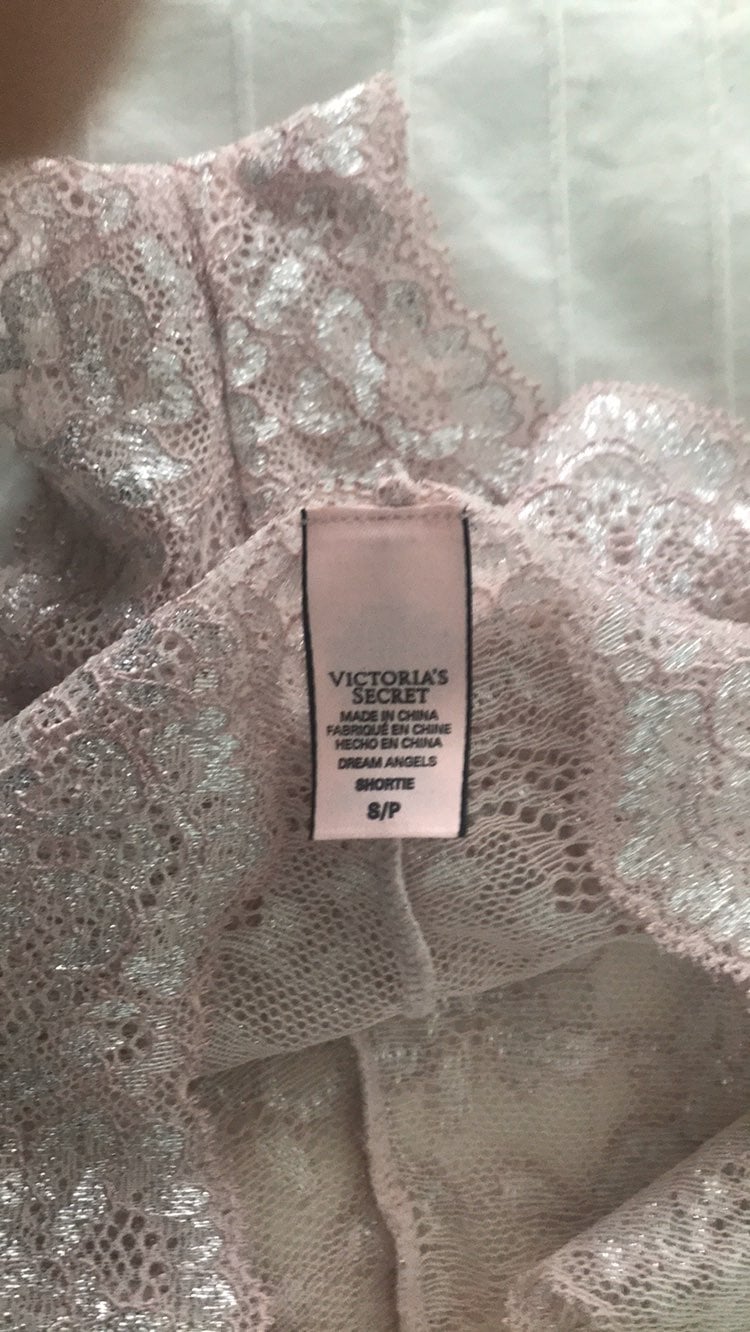 VICTORIA'S
SECRET
MADE IN CHINA
FABRIQUÉ EN CHINE
HECHO EN CHINA
DREAM ANGELS
SHORTIE
S/P